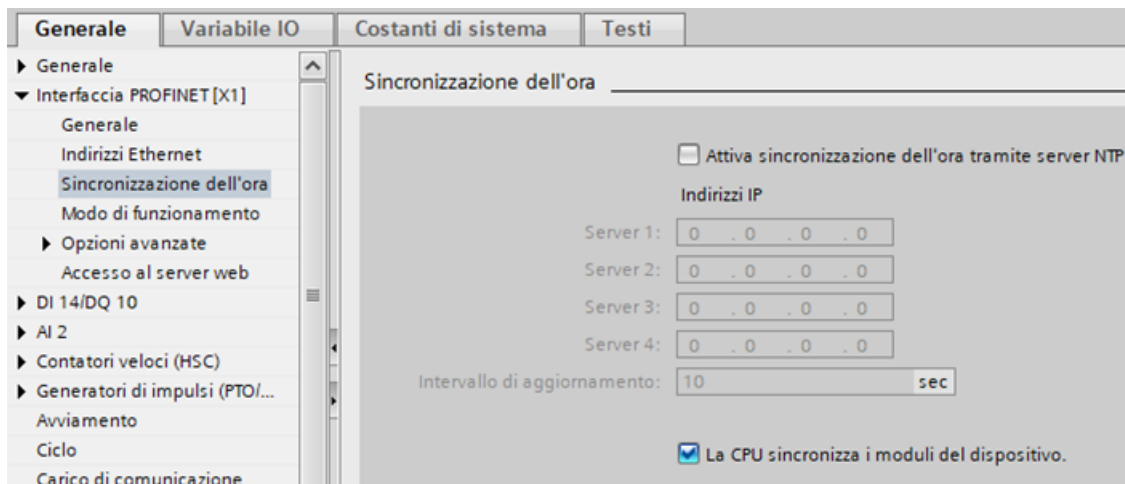 Generale Variabile IO Costanti di sistema Testi
Generale
Interfaccia PROFINET [X1]
Generale
Indirizzi Ethernet
Sincronizzazione dell'ora
Modo di funzionamento
Opzioni avanzate
Accesso al server web
DI 14/DQ 10
AI 2
Contatori veloci (HSC)
Generatori di impulsi (PTO/...
Avviamento
Ciclo
Carico di comunicazione
Sincronizzazione dell'ora
Attiva sincronizzazione dell'ora tramite server NTP
Indirizzi IP
Server 1: 0 . 0 . 0 . 0
Server 2: 0 . 0 . 0 . 0
Server 3: 0 . 0 . 0 . 0
Server 4: 0 . 0 . 0 . 0
Intervallo di aggiornamento: 10 sec
La CPU sincronizza i moduli del dispositivo.